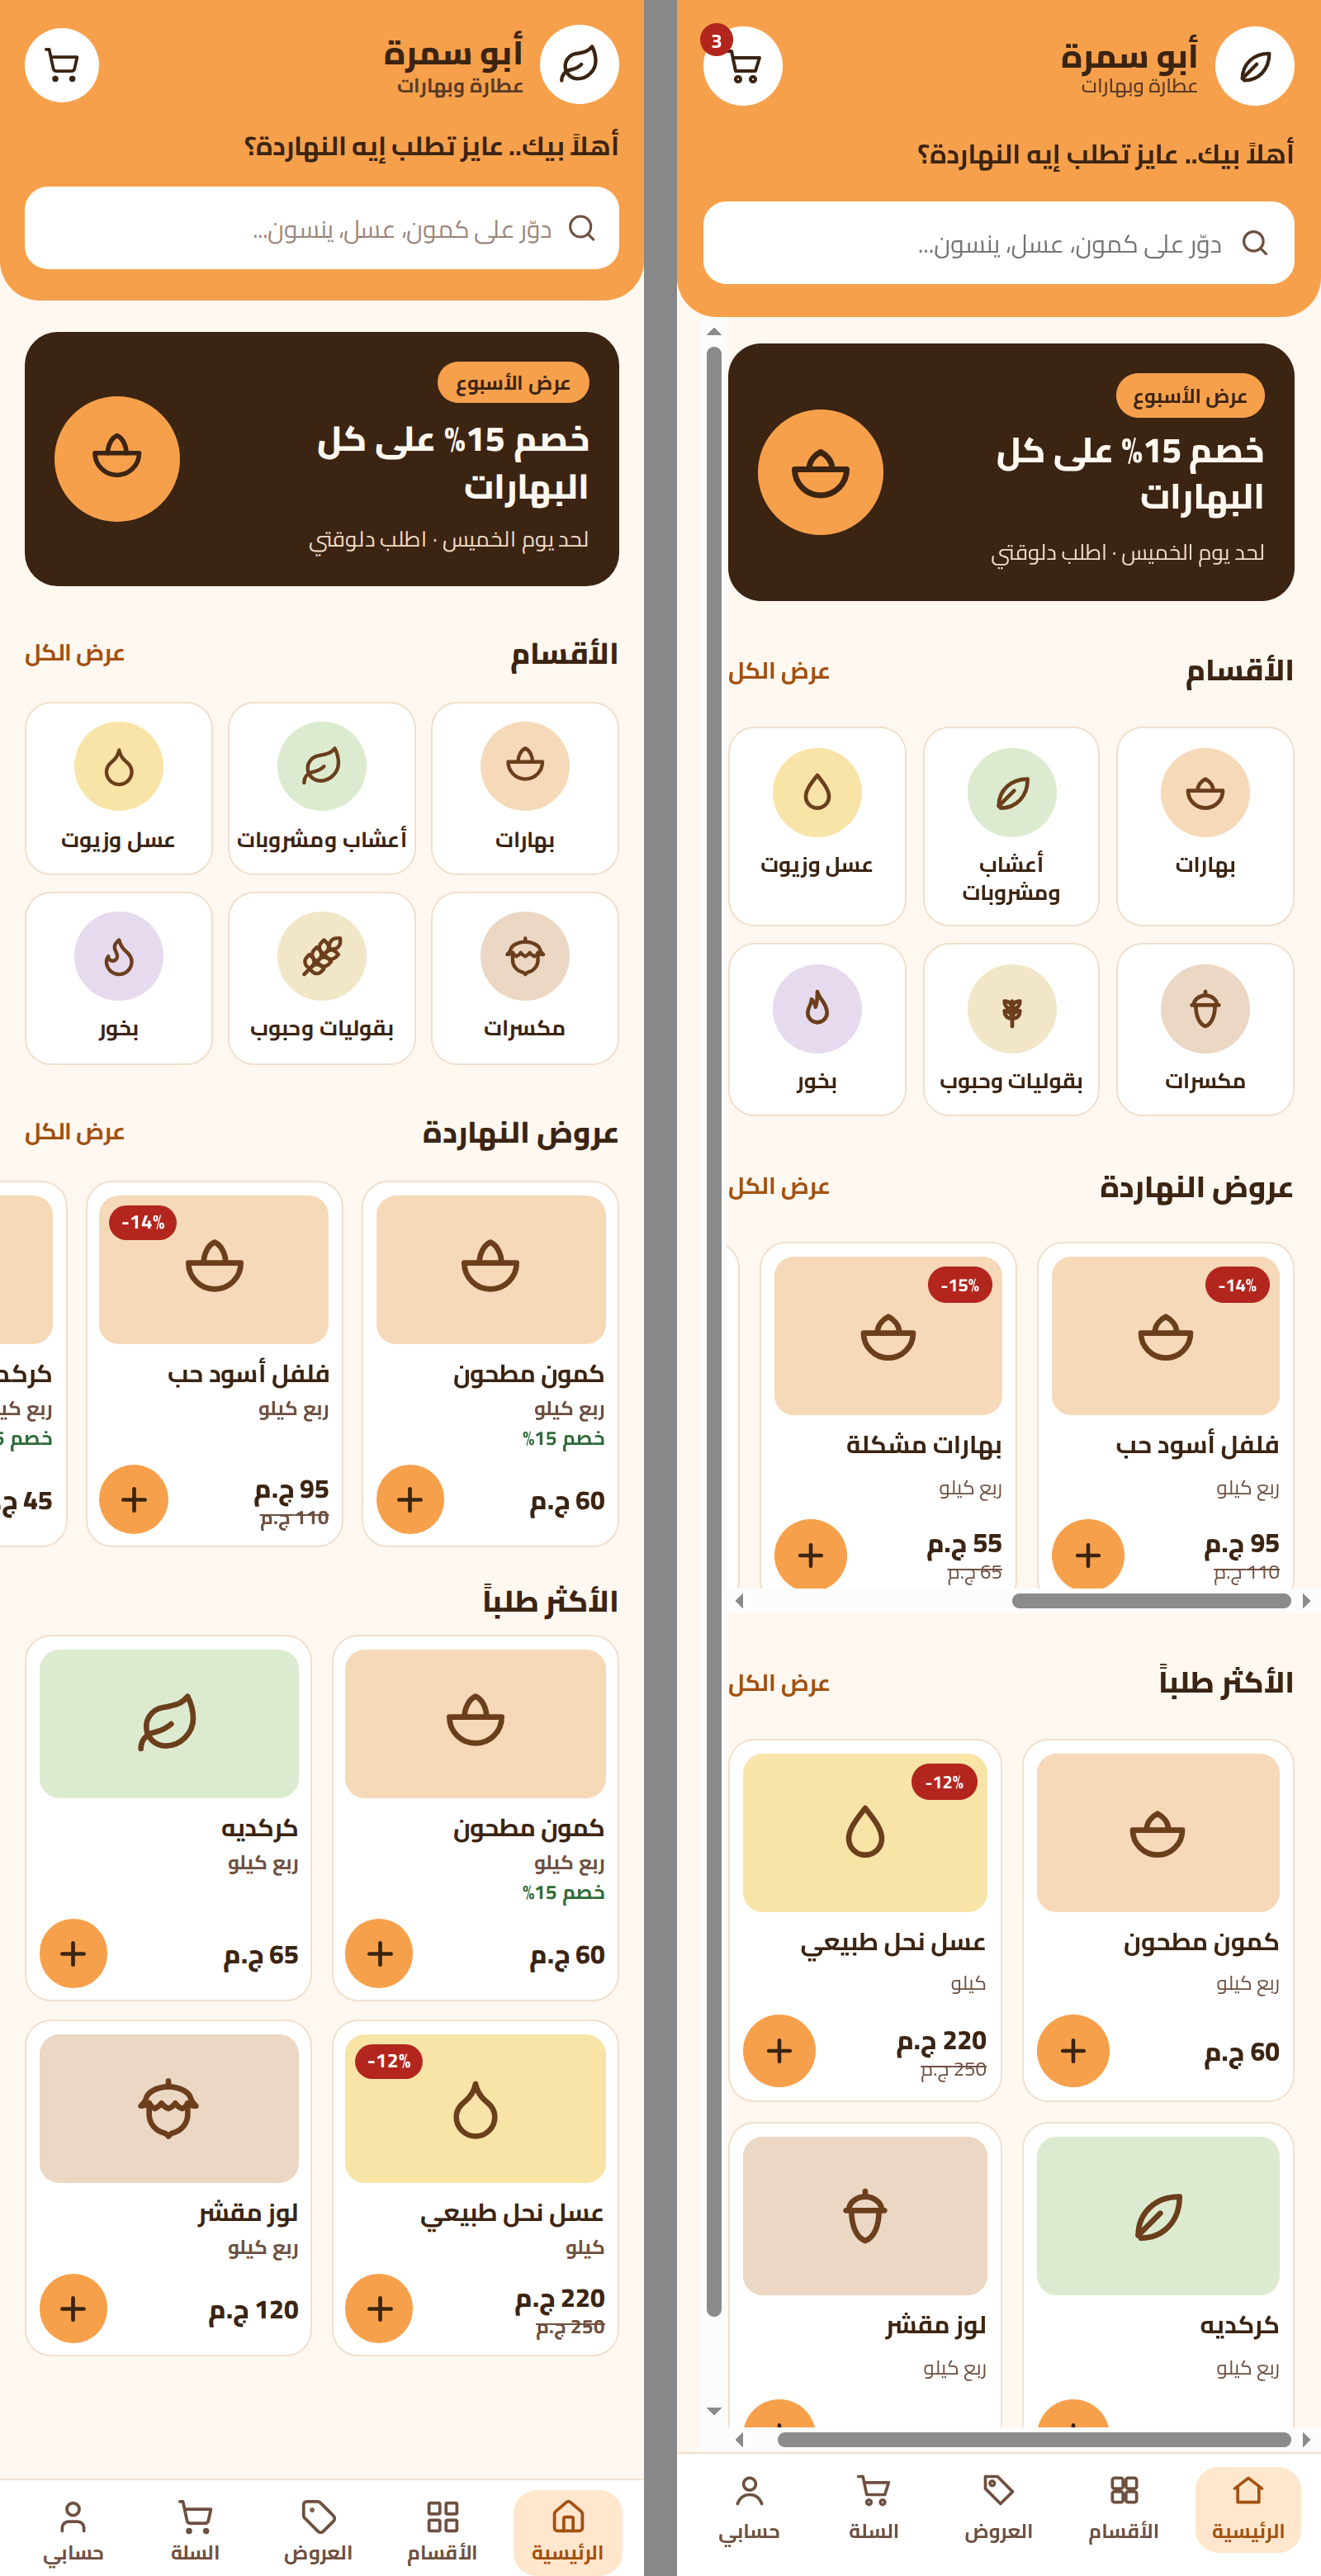 أبو سمرة
عطارة وبهارات
3
أهلاً بيك.. عايز تطلب إيه النهاردة؟
دوّر على كمون، عسل، ينسون...
عرض الأسبوع
خصم 15% على كل
البهارات
لحد يوم الخميس · اطلب دلوقتي
الأقسام
عرض الكل
بهارات
أعشاب
ومشروبات
عسل وزيوت
مكسرات
بقوليات وحبوب
بخور
عروض النهاردة
عرض الكل
-14%
-15%
فلفل أسود حب
بهارات مشكلة
ربع كيلو
ربع كيلو
95 ج.م
110 ج.م
55 ج.م
65 ج.م
الأكثر طلباً
عرض الكل
-12%
كمون مطحون
عسل نحل طبيعي
ربع كيلو
كيلو
60 ج.م
220 ج.م
250 ج.م
كركديه
لوز مقشر
ربع كيلو
ربع كيلو
الرئيسية
الأقسام
العروض
السلة
حسابي
أبو سمرة
عطارة وبهارات
أهلاً بيك.. عايز تطلب إيه النهاردة؟
دوّر على كمون، عسل، ينسون...
عرض الأسبوع
خصم 15% على كل
البهارات
لحد يوم الخميس · اطلب دلوقتي
الأقسام
عرض الكل
بهارات
أعشاب ومشروبات
عسل وزيوت
مكسرات
بقوليات وحبوب
بخور
عروض النهاردة
عرض الكل
-14%
كمون مطحون
فلفل أسود حب
ربع كيلو
ربع كيلو
ربع
خصم 15%
خصم
60 ج.م
95 ج.م
110 ج.م
45
الأكثر طلباً
كمون مطحون
كركديه
ربع كيلو
ربع كيلو
خصم 15%
60 ج.م
65 ج.م
-12%
عسل نحل طبيعي
لوز مقشر
كيلو
ربع كيلو
220 ج.م
250 ج.م
120 ج.م
الرئيسية
الأقسام
العروض
السلة
حسابي